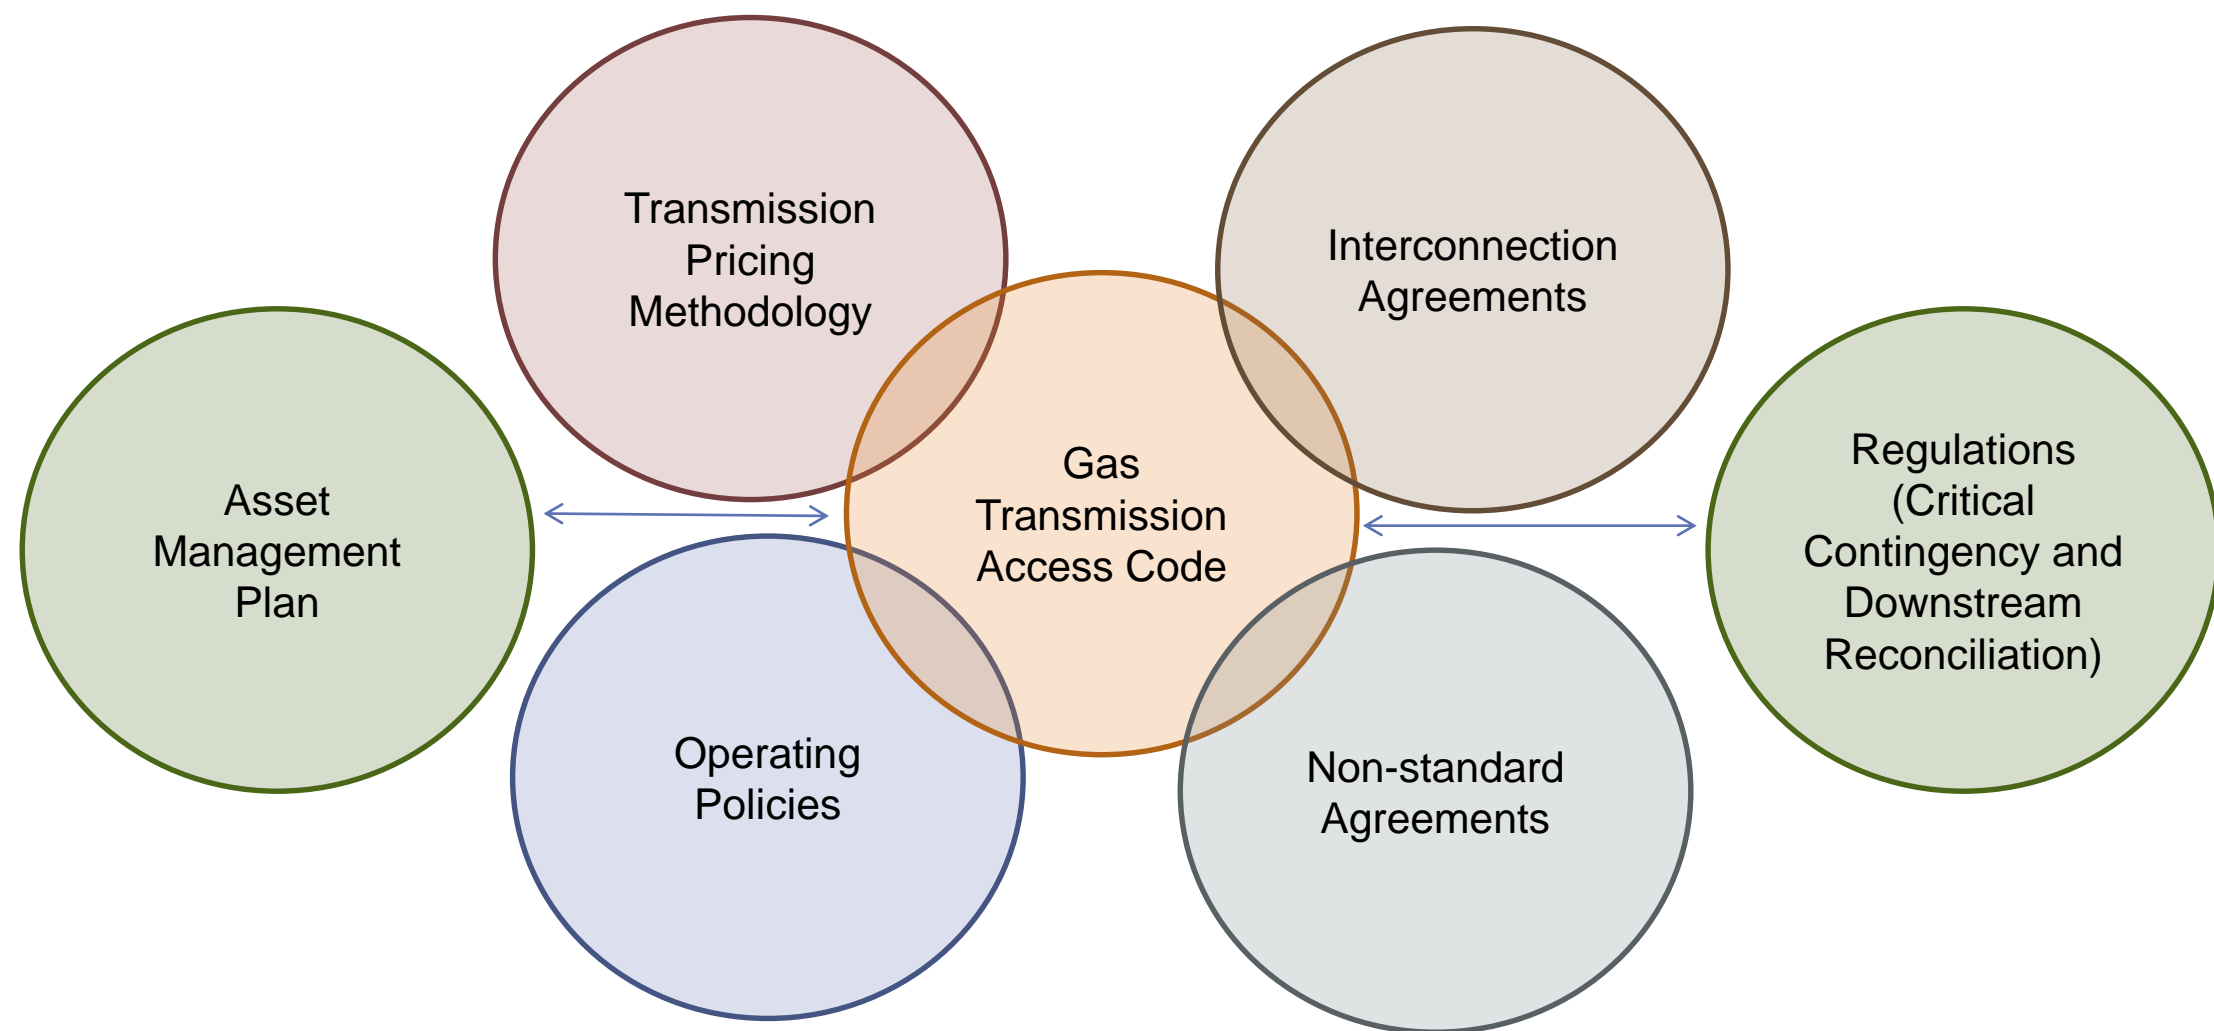 Transmission
Pricing
Methodology
Interconnection
Agreements
Asset
Management
Plan
Gas
Transmission
Access Code
Regulations
(Critical
Contingency and
Downstream
Reconciliation)
Operating
Policies
Non-standard
Agreements